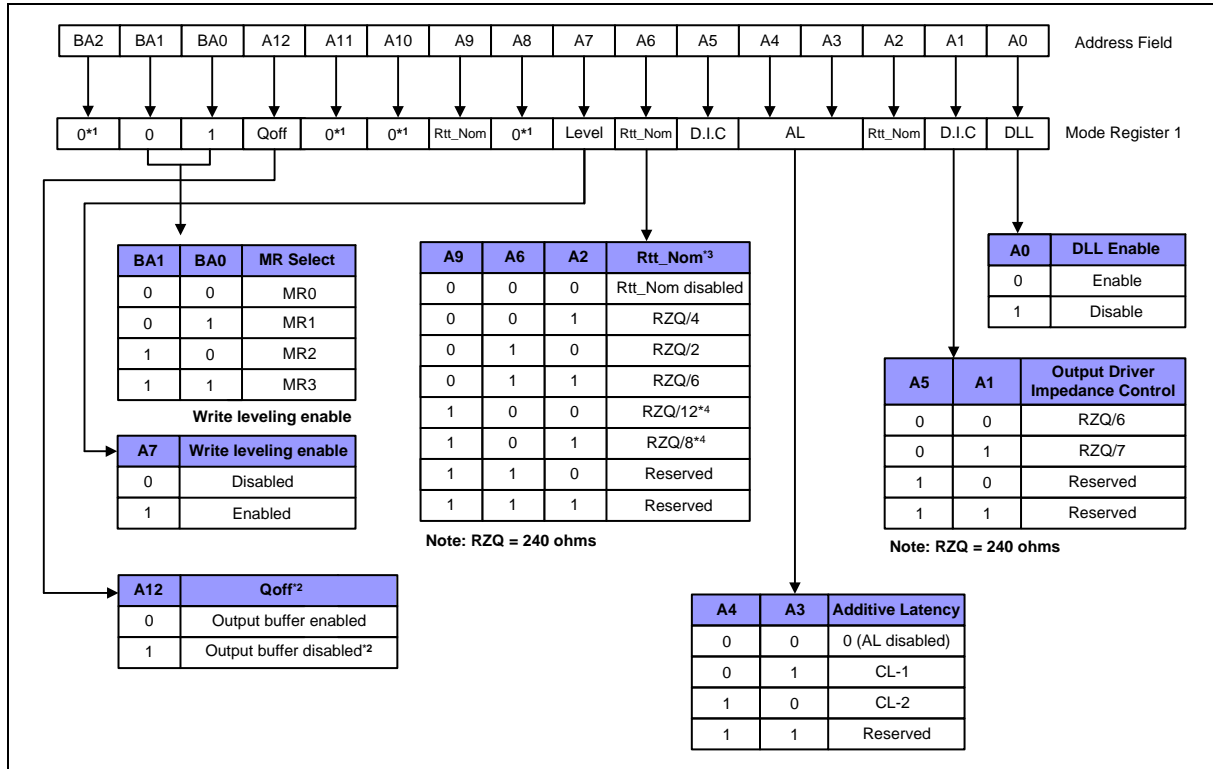 BA2 BA1 BA0 A12 A11 A10 A9 A8 A7 A6 A5 A4 A3 A2 A1 A0 Address Field
0*1 0 1 Qoff 0*1 0*1 Rtt_Nom 0*1 Level Rtt_Nom D.I.C AL Rtt_Nom D.I.C DLL Mode Register 1
BA1 BA0 MR Select
0 0 MR0
0 1 MR1
1 0 MR2
1 1 MR3
Write leveling enable
A7 Write leveling enable
0 Disabled
1 Enabled
A12 Qoff*2
0 Output buffer enabled
1 Output buffer disabled*2
A9 A6 A2 Rtt_Nom*3
0 0 0 Rtt_Nom disabled
0 0 1 RZQ/4
0 1 0 RZQ/2
0 1 1 RZQ/6
1 0 0 RZQ/12*4
1 0 1 RZQ/8*4
1 1 0 Reserved
1 1 1 Reserved
Note: RZQ = 240 ohms
A4 A3 Additive Latency
0 0 0 (AL disabled)
0 1 CL-1
1 0 CL-2
1 1 Reserved
A0 DLL Enable
0 Enable
1 Disable
A5 A1 Output Driver
Impedance Control
0 0 RZQ/6
0 1 RZQ/7
1 0 Reserved
1 1 Reserved
Note: RZQ = 240 ohms